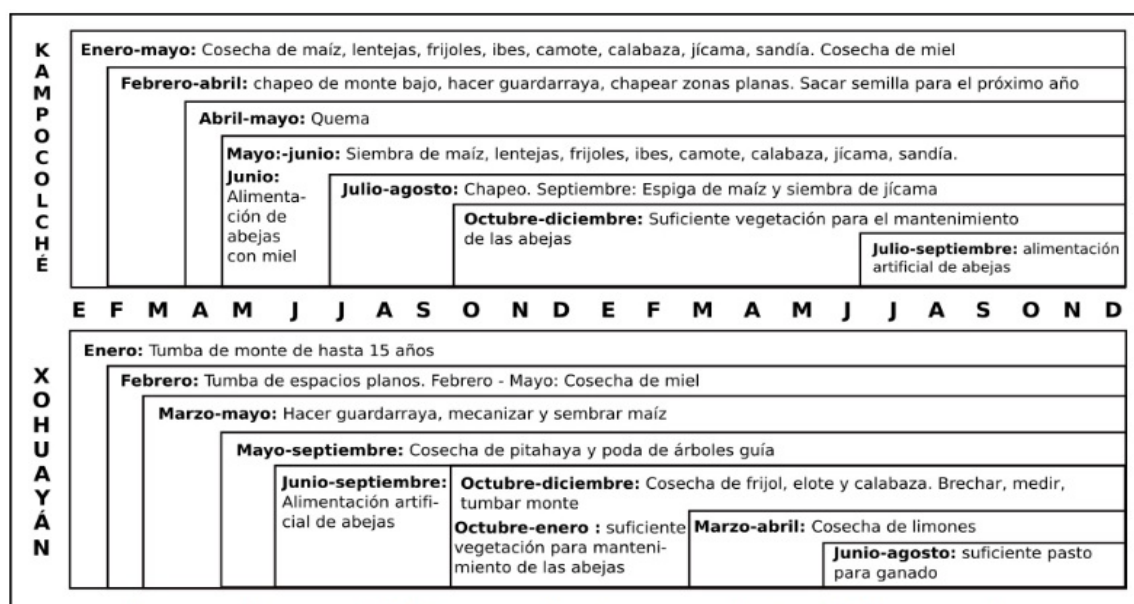 KAMPOCOLCHÉ
Enero-mayo: Cosecha de maíz, lentejas, frijoles, ibes, camote, calabaza, jícama, sandía. Cosecha de miel
Febrero-abril: chapeo de monte bajo, hacer guardarraya, chapear zonas planas. Sacar semilla para el próximo año
Abril-mayo: Quema
Mayo:-junio: Siembra de maíz, lentejas, frijoles, ibes, camote, calabaza, jícama, sandía.
Junio:
Alimenta-
ción de
abejas
con miel
Julio-agosto: Chapeo. Septiembre: Espiga de maíz y siembra de jícama
Octubre-diciembre: Suficiente vegetación para el mantenimiento
de las abejas
Julio-septiembre: alimentación
artificial de abejas
E F M A M J J A S O N D E F M A M J J A S O N D
XOHUAYÁN
Enero: Tumba de monte de hasta 15 años
Febrero: Tumba de espacios planos. Febrero - Mayo: Cosecha de miel
Marzo-mayo: Hacer guardarraya, mecanizar y sembrar maíz
Mayo-septiembre: Cosecha de pitahaya y poda de árboles guía
Junio-septiembre:
Alimentación artifi-
cial de abejas
Octubre-diciembre: Cosecha de frijol, elote y calabaza. Brechar, medir,
tumbar monte
Octubre-enero : suficiente
vegetación para manteni-
miento de las abejas
Marzo-abril: Cosecha de limones
Junio-agosto: suficiente pasto
para ganado